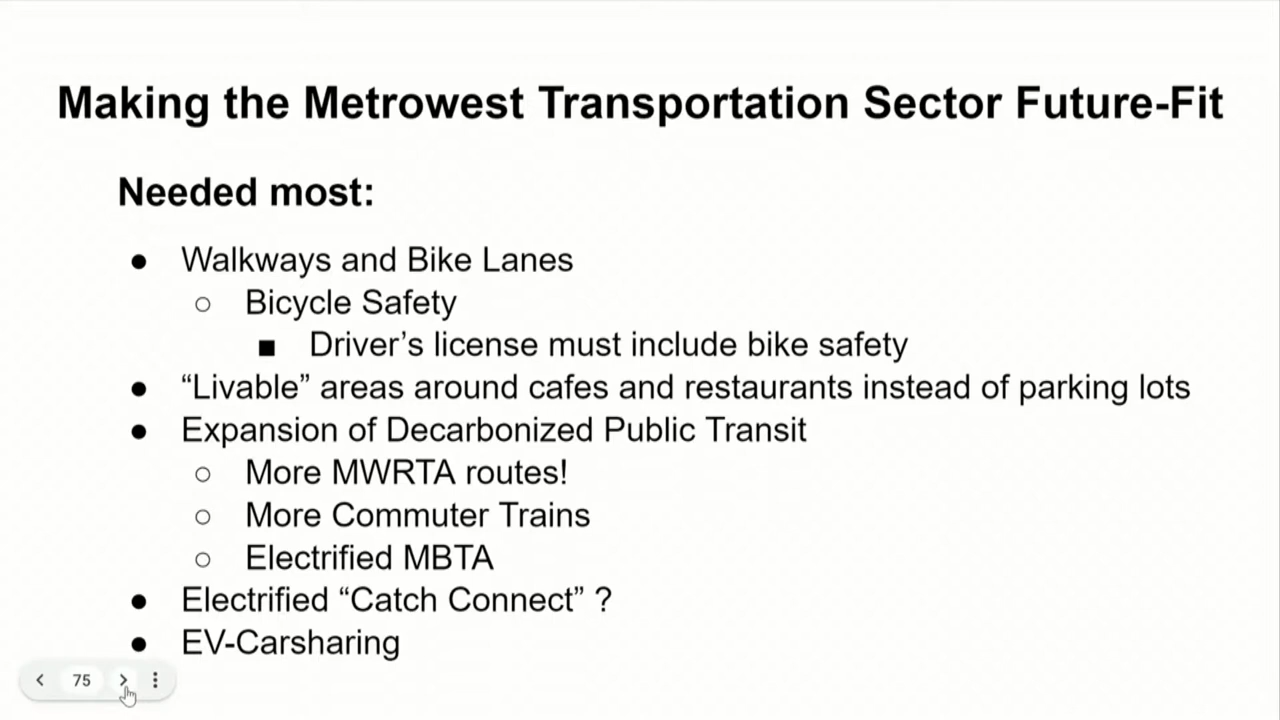 Making the Metrowest Transportation Sector Future-Fit
Needed most:
● Walkways and Bike Lanes
○ Bicycle Safety
■ Driver’s license must include bike safety
● “Livable” areas around cafes and restaurants instead of parking lots
● Expansion of Decarbonized Public Transit
○ More MWRTA routes!
○ More Commuter Trains
○ Electrified MBTA
● Electrified “Catch Connect” ?
● EV-Carsharing
75